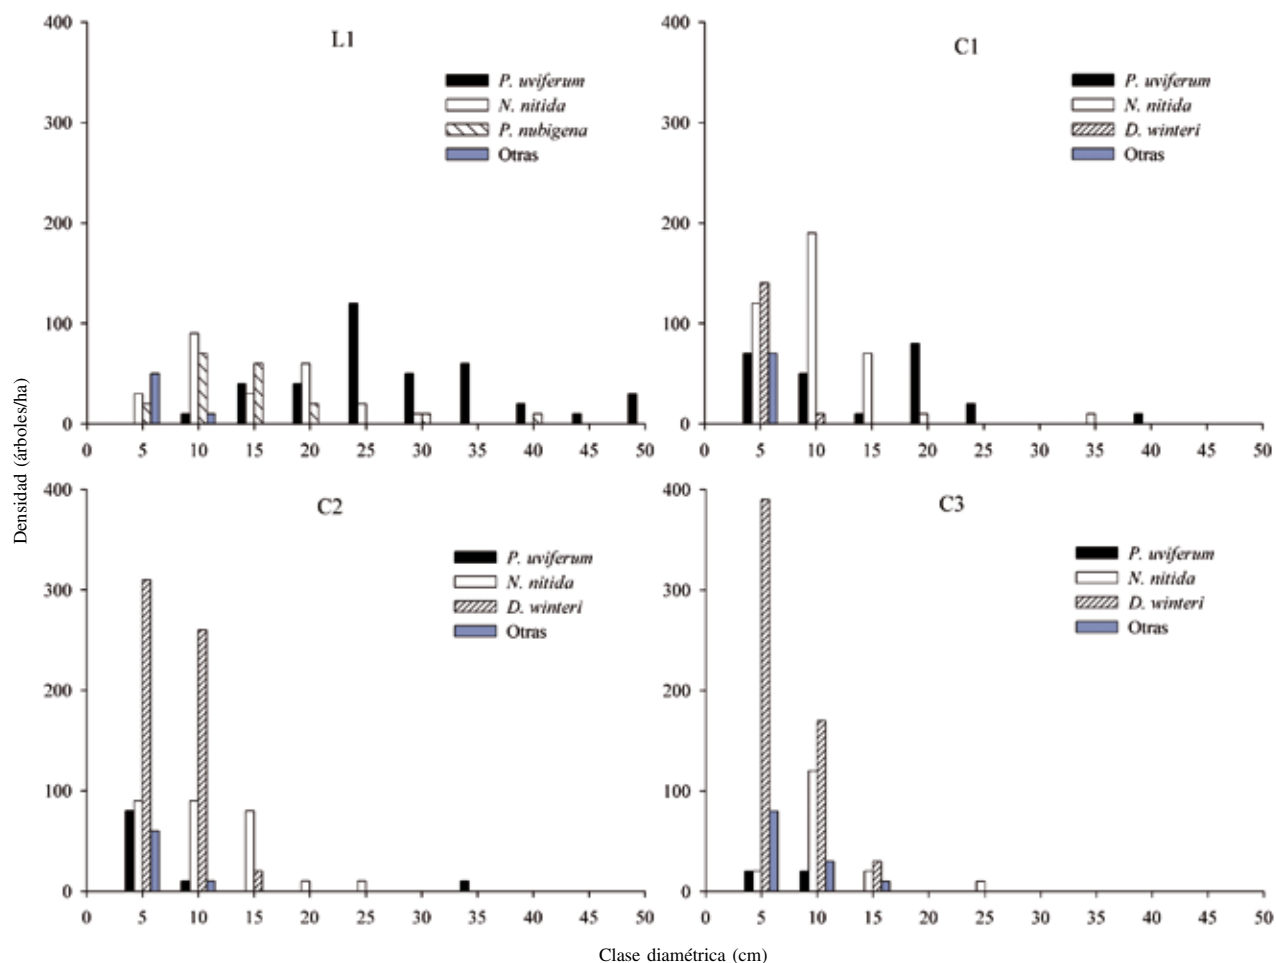 L1
P. uviferum
N. nitida
P. nubigena
Otras
400
300
200
100
0
0 5 10 15 20 25 30 35 40 45 50
C1
P. uviferum
N. nitida
D. winteri
Otras
400
300
200
100
0
0 5 10 15 20 25 30 35 40 45 50
Densidad (árboles/ha)
C2
P. uviferum
N. nitida
D. winteri
Otras
400
300
200
100
0
0 5 10 15 20 25 30 35 40 45 50
C3
P. uviferum
N. nitida
D. winteri
Otras
400
300
200
100
0
0 5 10 15 20 25 30 35 40 45 50
Clase diamétrica (cm)